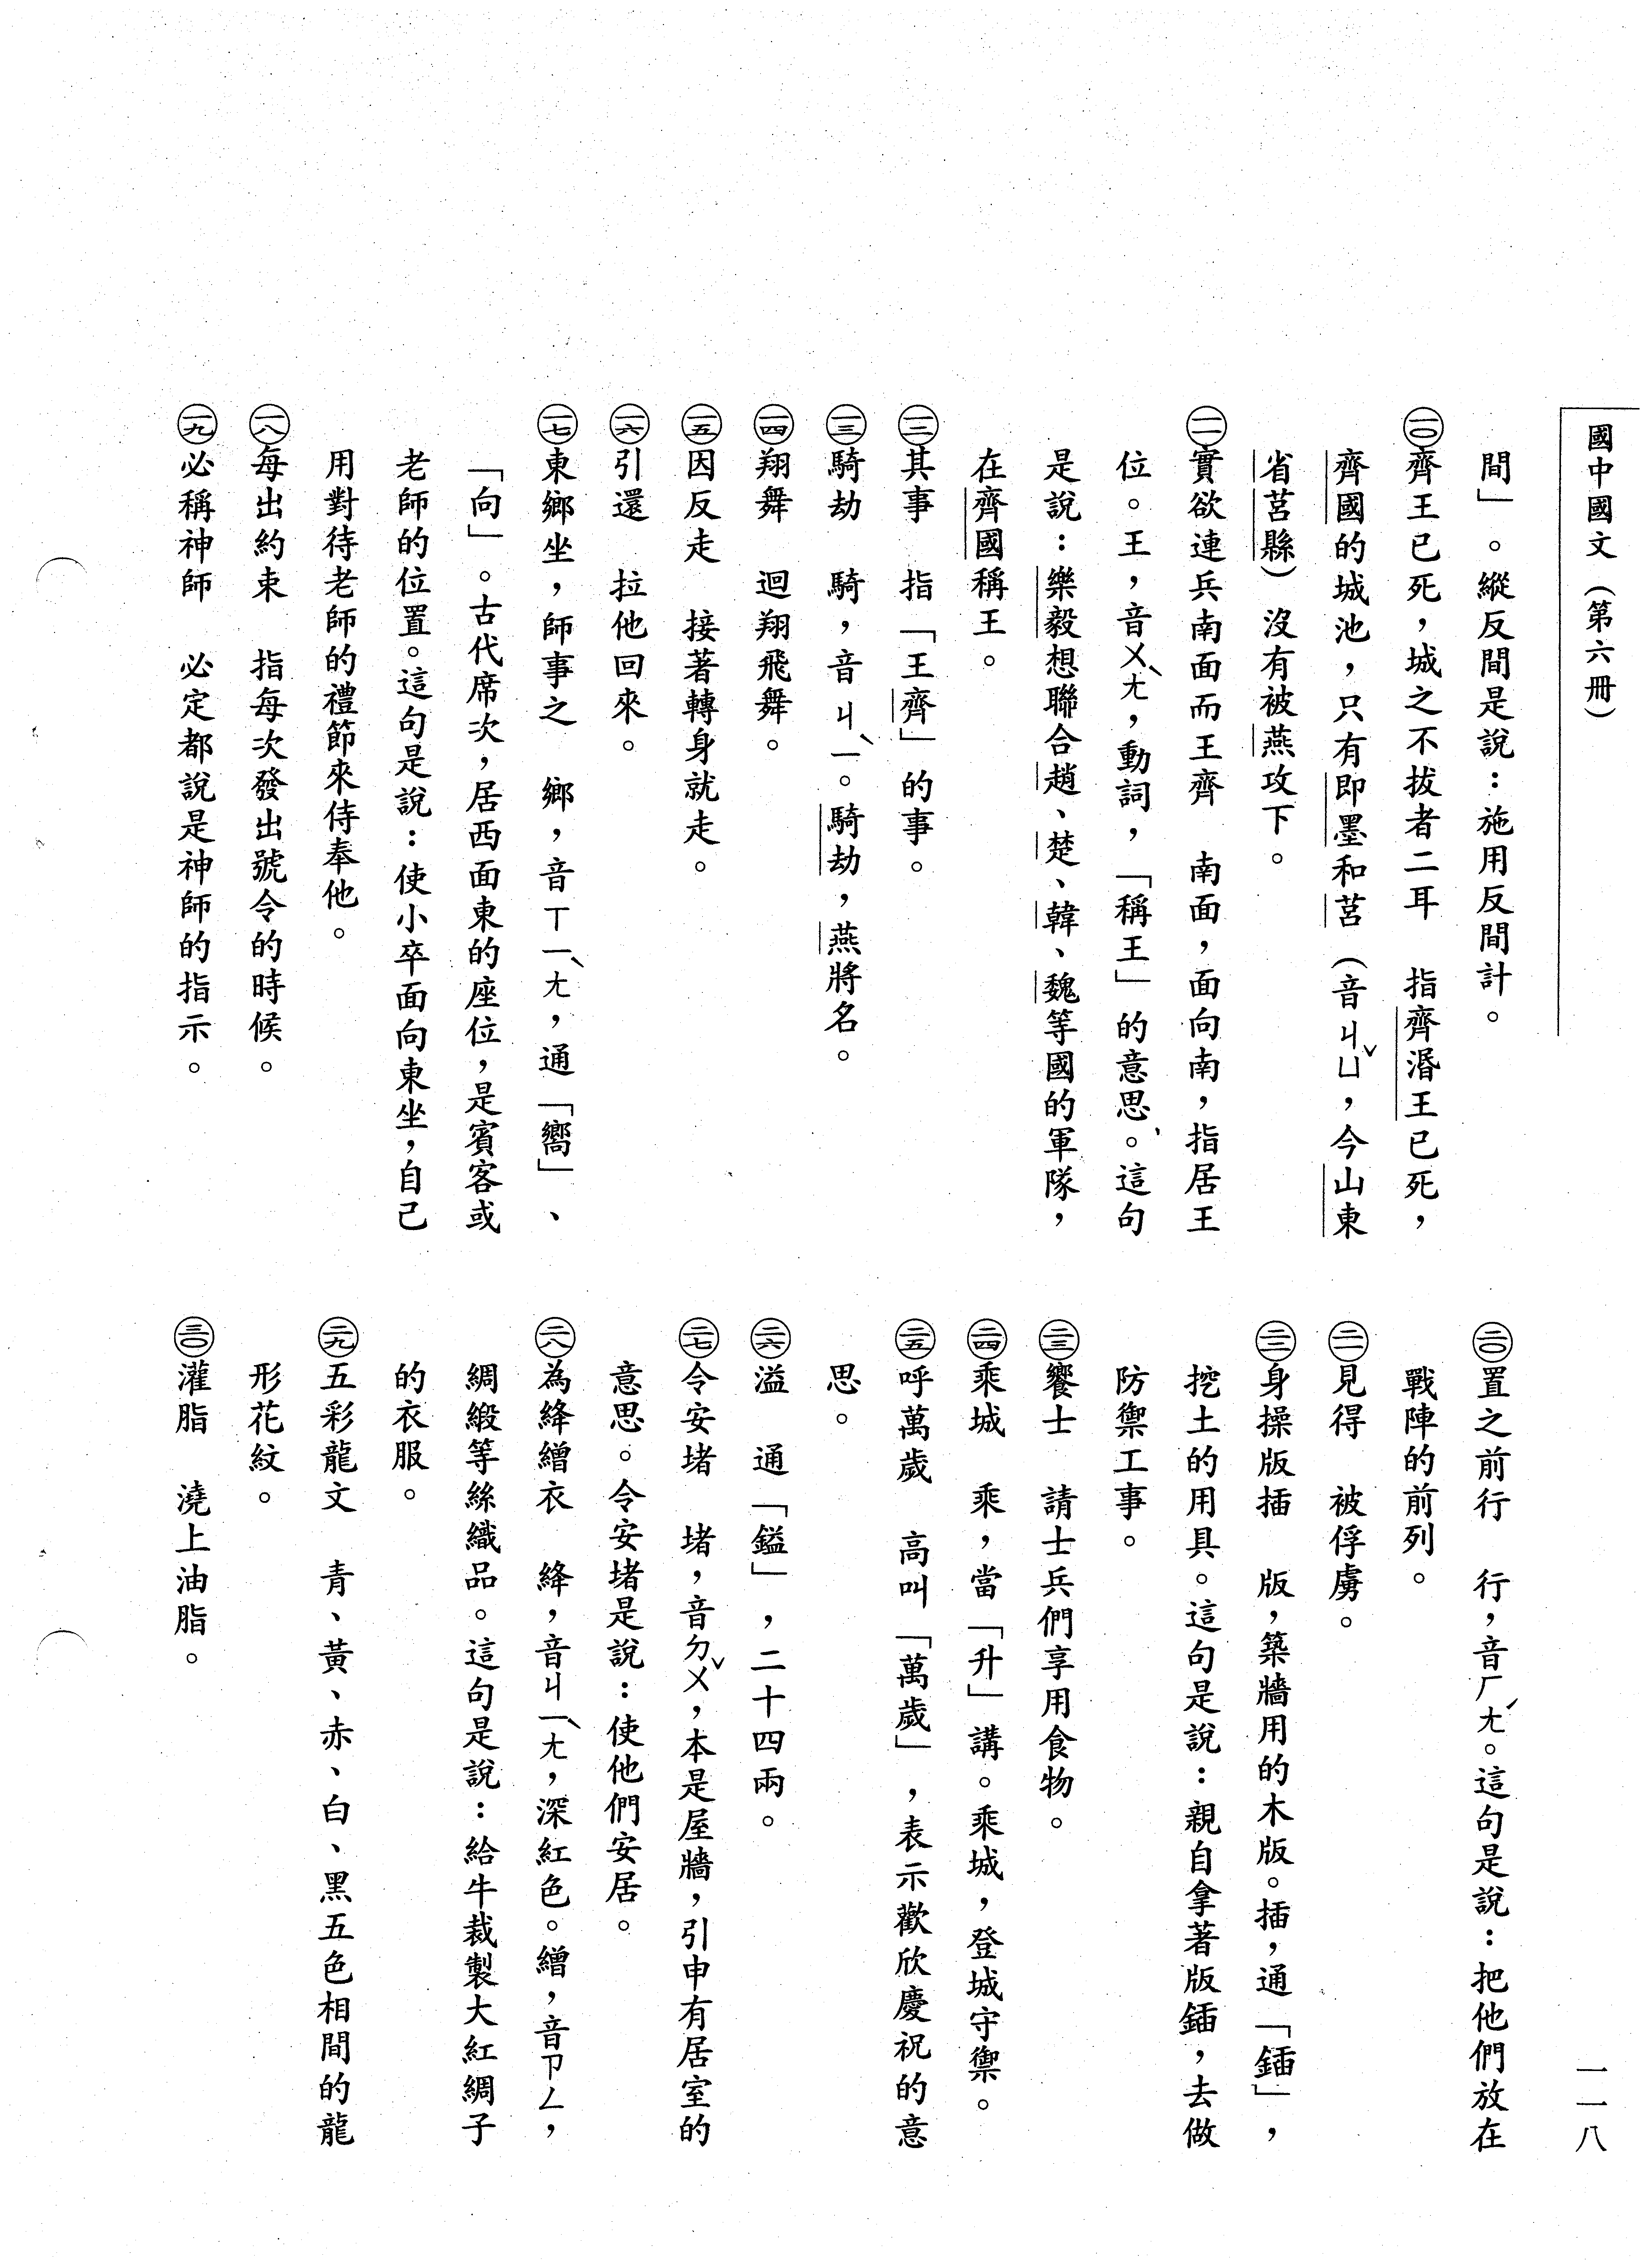 國中國文(第六冊)
間」。縱反間是說：施用反間計。
㊉齊王已死，城之不拔者二耳　指齊湣王已死，
齊國的城池，只有即墨和莒(音ㄐㄩˇ，今山東
省莒縣)沒有被燕攻下。
⑪實欲連兵南面而王齊　南面，面向南，指居王
位。王，音ㄨㄤˋ，動詞，「稱王」的意思。這句
是說：樂毅想聯合趙、楚、韓、魏等國的軍隊，
在齊國稱王。
⑫其事　指「王齊」的事。
⑬騎劫　騎，音ㄐㄧˋ。騎劫，燕將名。
⑭翔舞　迴翔飛舞。
⑮因反走　接著轉身就走。
⑯引還　拉他回來。
⑰東鄉坐，師事之　鄉，音ㄒㄧㄤˋ，通「嚮」、
「向」。古代席次，居西面東的座位，是賓客或
老師的位置。這句是說：使小卒面向東坐，自己
用對待老師的禮節來侍奉他。
⑱每出約束　指每次發出號令的時候。
⑲必稱神師　必定都說是神師的指示。
⑳置之前行　行，音ㄏㄤˊ。這句是說：把他們放在
戰陣的前列。
㉑見得　被俘虜。
㉒身操版插　版，築牆用的木版。插，通「鍤」，
挖土的用具。這句是說：親自拿著版鍤，去做
防禦工事。
㉓饗士　請士兵們享用食物。
㉔乘城　乘，當「升」講。乘城，登城守禦。
㉕呼萬歲　高叫「萬歲」，表示歡欣慶祝的意
思。
㉖溢　通「鎰」，二十四兩。
㉗令安堵　堵，音ㄉㄨˇ，本是屋牆，引申有居室的
意思。令安堵是說：使他們安居。
㉘為絳繒衣　絳，音ㄐㄧㄤˋ，深紅色。繒，音ㄗㄥ，
綢緞等絲織品。這句是說：給牛裁製大紅綢子
的衣服。
㉙五彩龍文　青、黃、赤、白、黑五色相間的龍
形花紋。
㉚灌脂　澆上油脂。
一一八